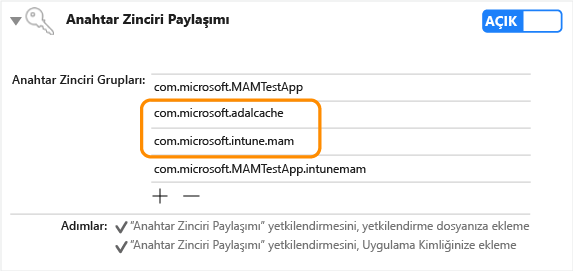 Anahtar Zinciri Paylaşımı
AÇIK
Anahtar Zinciri Grupları:
com.microsoft.MAMTestApp
com.microsoft.adalcache
com.microsoft.intune.mam
com.microsoft.MAMTestApp.intunemam
Adımlar: "Anahtar Zinciri Paylaşımı" yetkilendirmesini, yetkilendirme dosyanıza ekleme
"Anahtar Zinciri Paylaşımı" yetkilendirmesini, Uygulama Kimliğinize ekleme